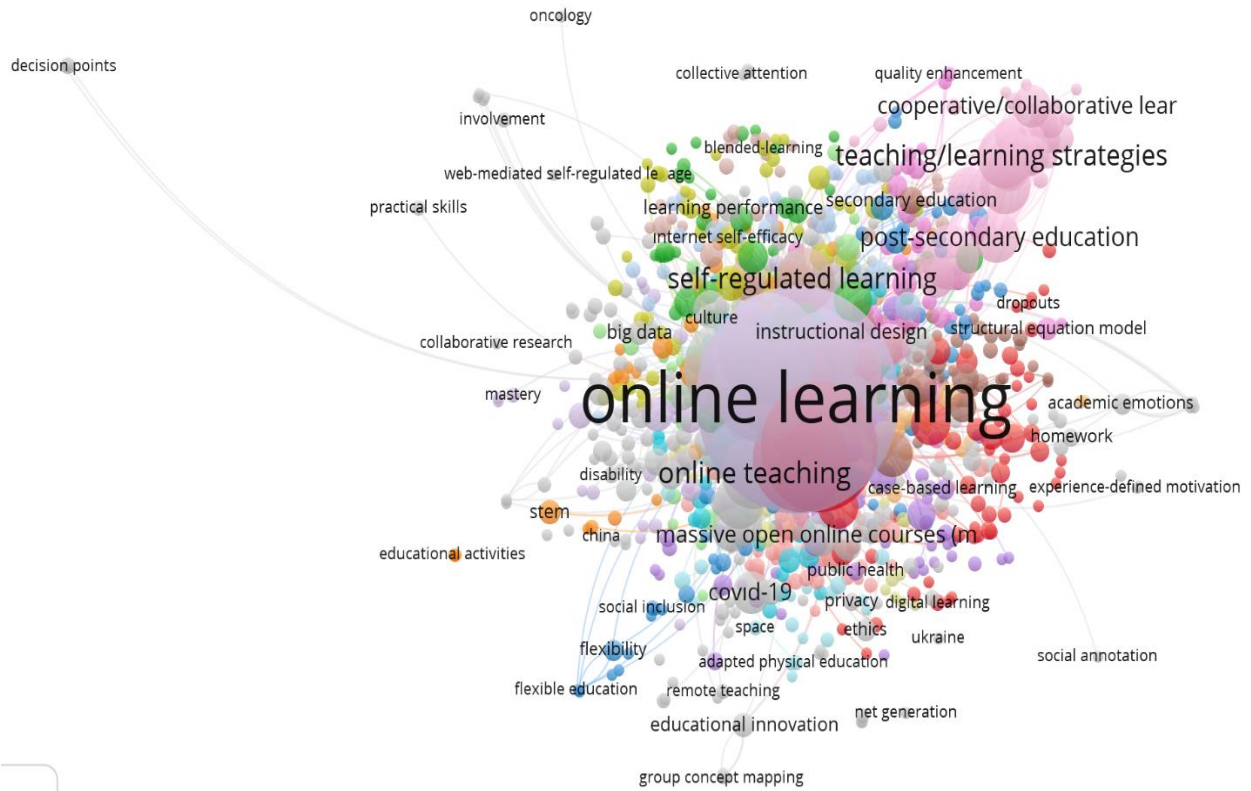 oncology
decision points
collective attention
quality enhancement
cooperative/collaborative lear
involvement
blended-learning
teaching/learning strategies
web-mediated self-regulated le age
practical skills
learning performance
secondary education
internet self-efficacy
post-secondary education
self-regulated learning
dropouts
culture
big data
instructional design
structural equation model
collaborative research
online learning
mastery
academic emotions
homework
disability
online teaching
case-based learning
experience-defined motivation
stem
china
massive open online courses (m
educational activities
public health
covid-19
social inclusion
privacy
digital learning
space
ethics
ukraine
flexibility
adapted physical education
social annotation
flexible education
remote teaching
net generation
educational innovation
group concept mapping